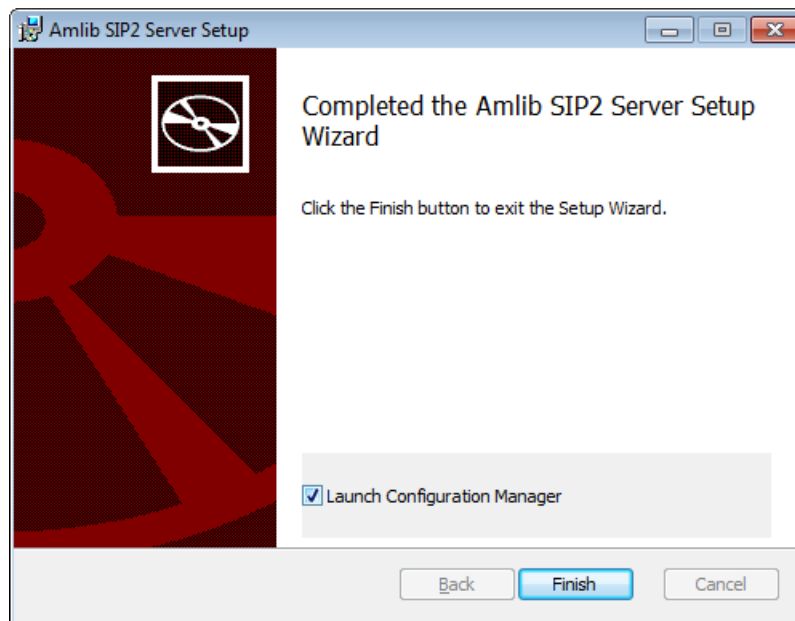 Amlib SIP2 Server Setup
Completed the Amlib SIP2 Server Setup
Wizard
Click the Finish button to exit the Setup Wizard.
Launch Configuration Manager
Back Finish Cancel